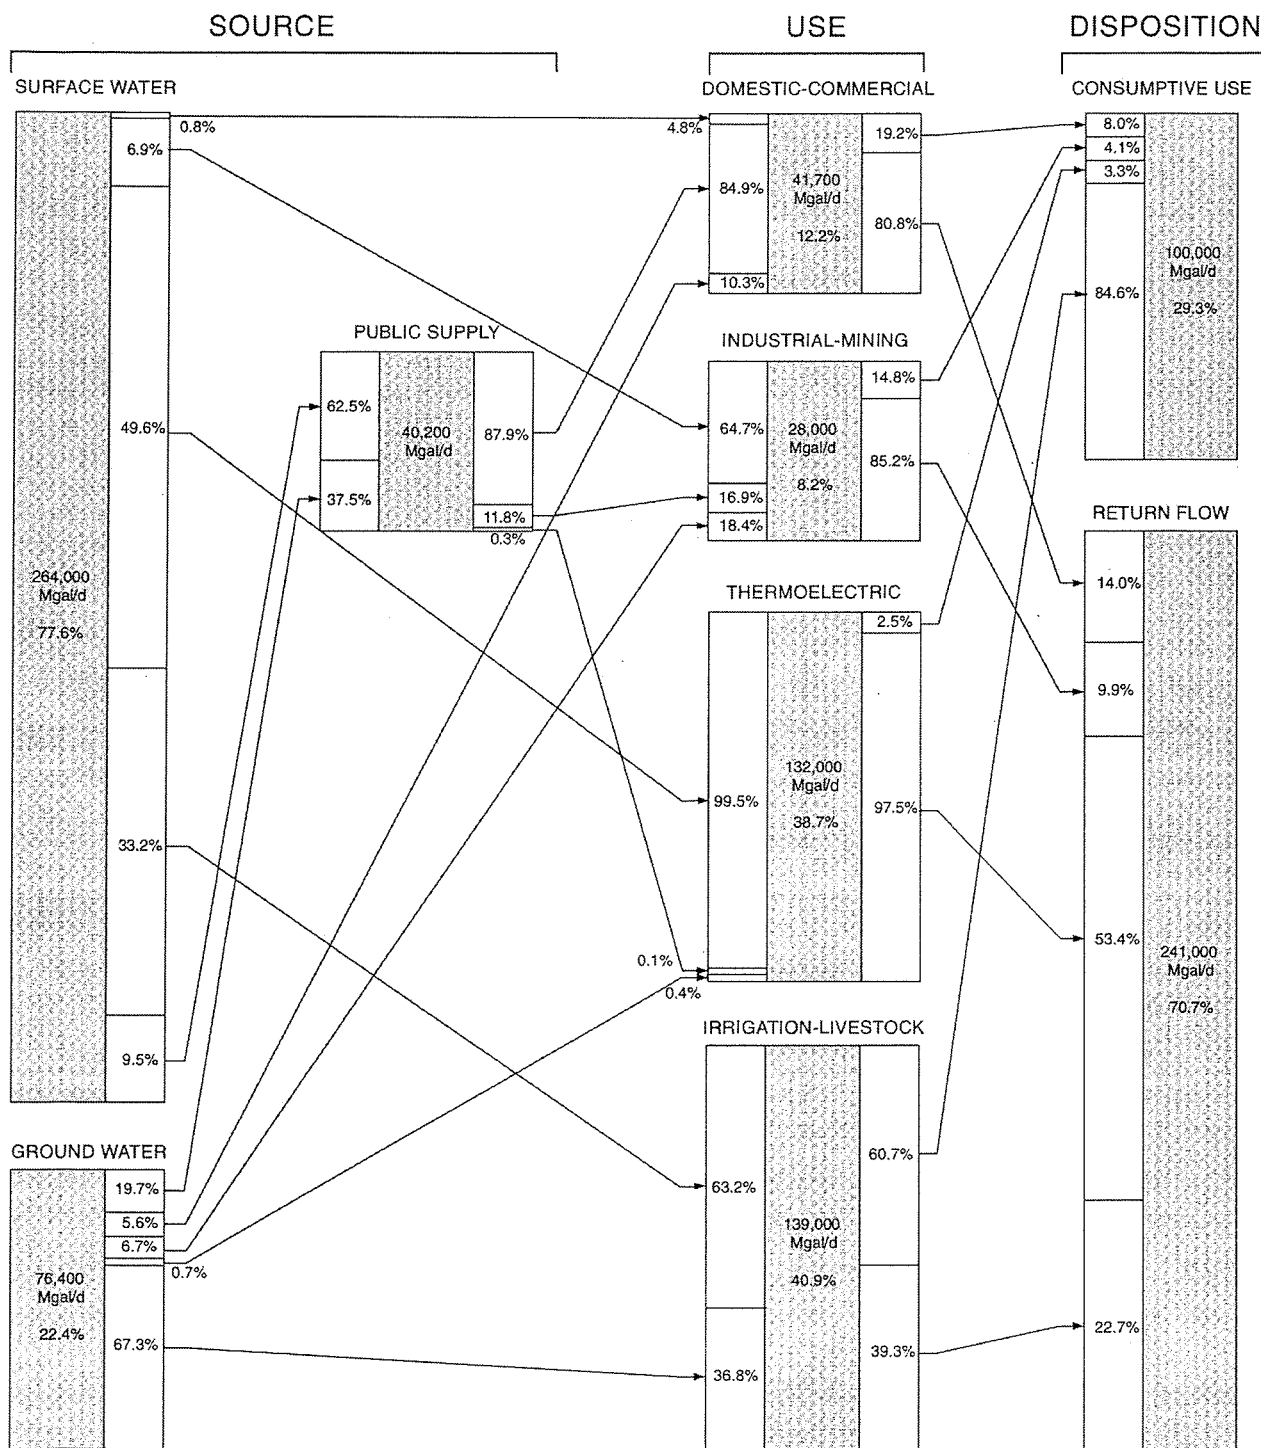 SOURCE
USE
DISPOSITION
SURFACE WATER
0.8%
6.9%
49.6%
264,000
Mgal/d
77.6%
33.2%
9.5%
GROUND WATER
19.7%
5.6%
6.7%
0.7%
76,400
Mgal/d
22.4%
67.3%
PUBLIC SUPPLY
62.5%
37.5%
40,200
Mgal/d
87.9%
11.8%
0.3%
DOMESTIC-COMMERCIAL
4.8%
84.9%
10.3%
41,700
Mgal/d
12.2%
19.2%
80.8%
INDUSTRIAL-MINING
64.7%
16.9%
18.4%
28,000
Mgal/d
8.2%
14.8%
85.2%
THERMOELECTRIC
99.5%
0.1%
0.4%
132,000
Mgal/d
38.7%
2.5%
97.5%
IRRIGATION-LIVESTOCK
63.2%
36.8%
139,000
Mgal/d
40.9%
60.7%
39.3%
CONSUMPTIVE USE
8.0%
4.1%
3.3%
84.6%
100,000
Mgal/d
29.3%
RETURN FLOW
14.0%
9.9%
53.4%
22.7%
241,000
Mgal/d
70.7%